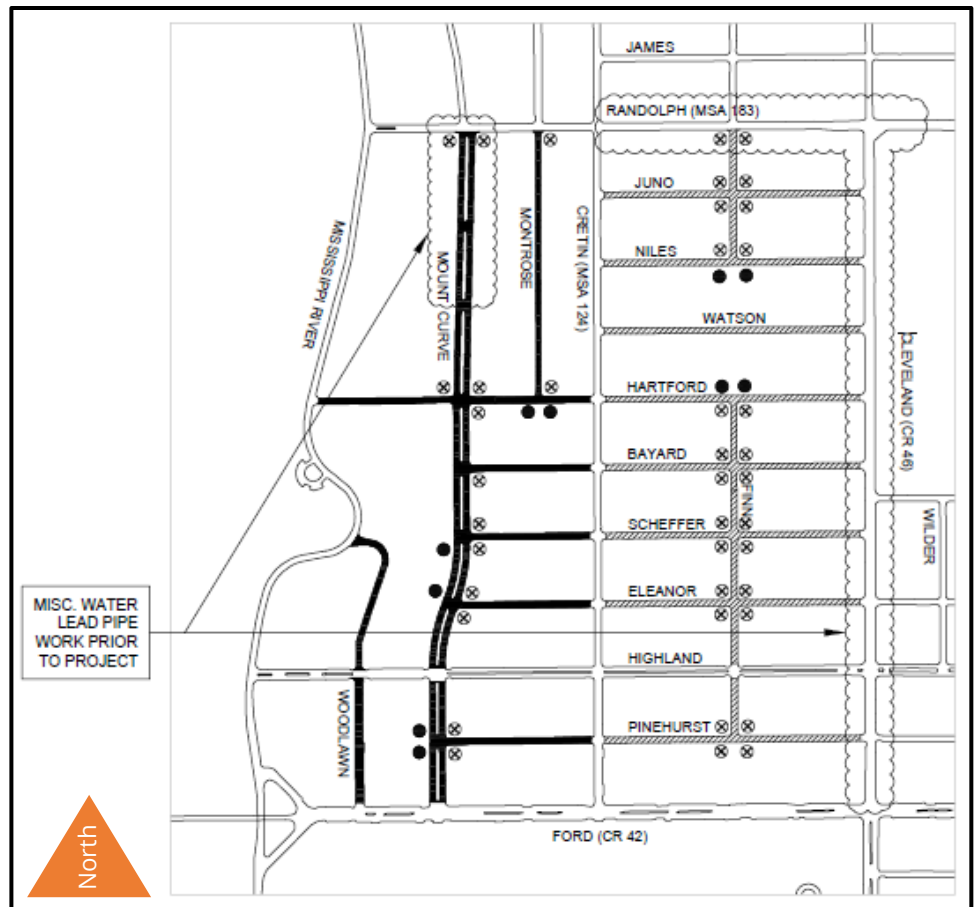 JAMES
RANDOLPH (MSA 183)
JUNO
NILES
WATSON
HARTFORD
BAYARD
SCHEFFER
ELEANOR
HIGHLAND
PINEHURST
FORD (CR 42)
MISSISSIPPI RIVER
MOUNT CURVE
MONTROSE
CRETIN (MSA 124)
FINN
CLEVELAND (CR 46)
WILDER
WOODLAWN
MISC. WATER
LEAD PIPE
WORK PRIOR
TO PROJECT
North